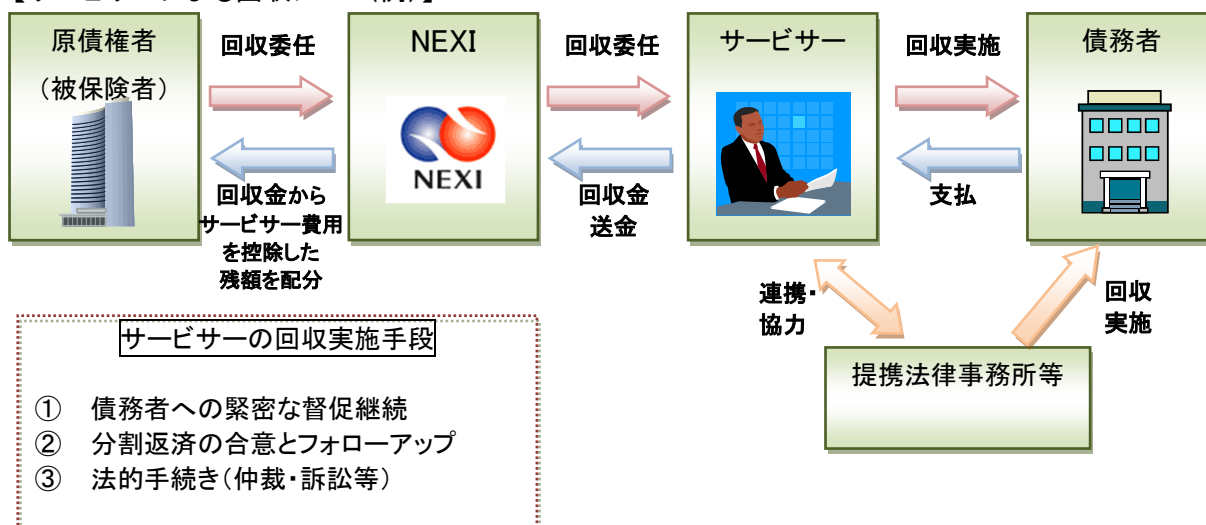 原債権者
(被保険者)
回収委任
回収金から
サービサー費用
を控除した
残額を配分
NEXI
NEXI
回収委任
回収金
送金
サービサー
回収実施
支払
債務者
連携・
協力
回収
実施
提携法律事務所等
サービサーの回収実施手段
① 債務者への緊密な督促継続
② 分割返済の合意とフォローアップ
③ 法的手続き(仲裁・訴訟等)